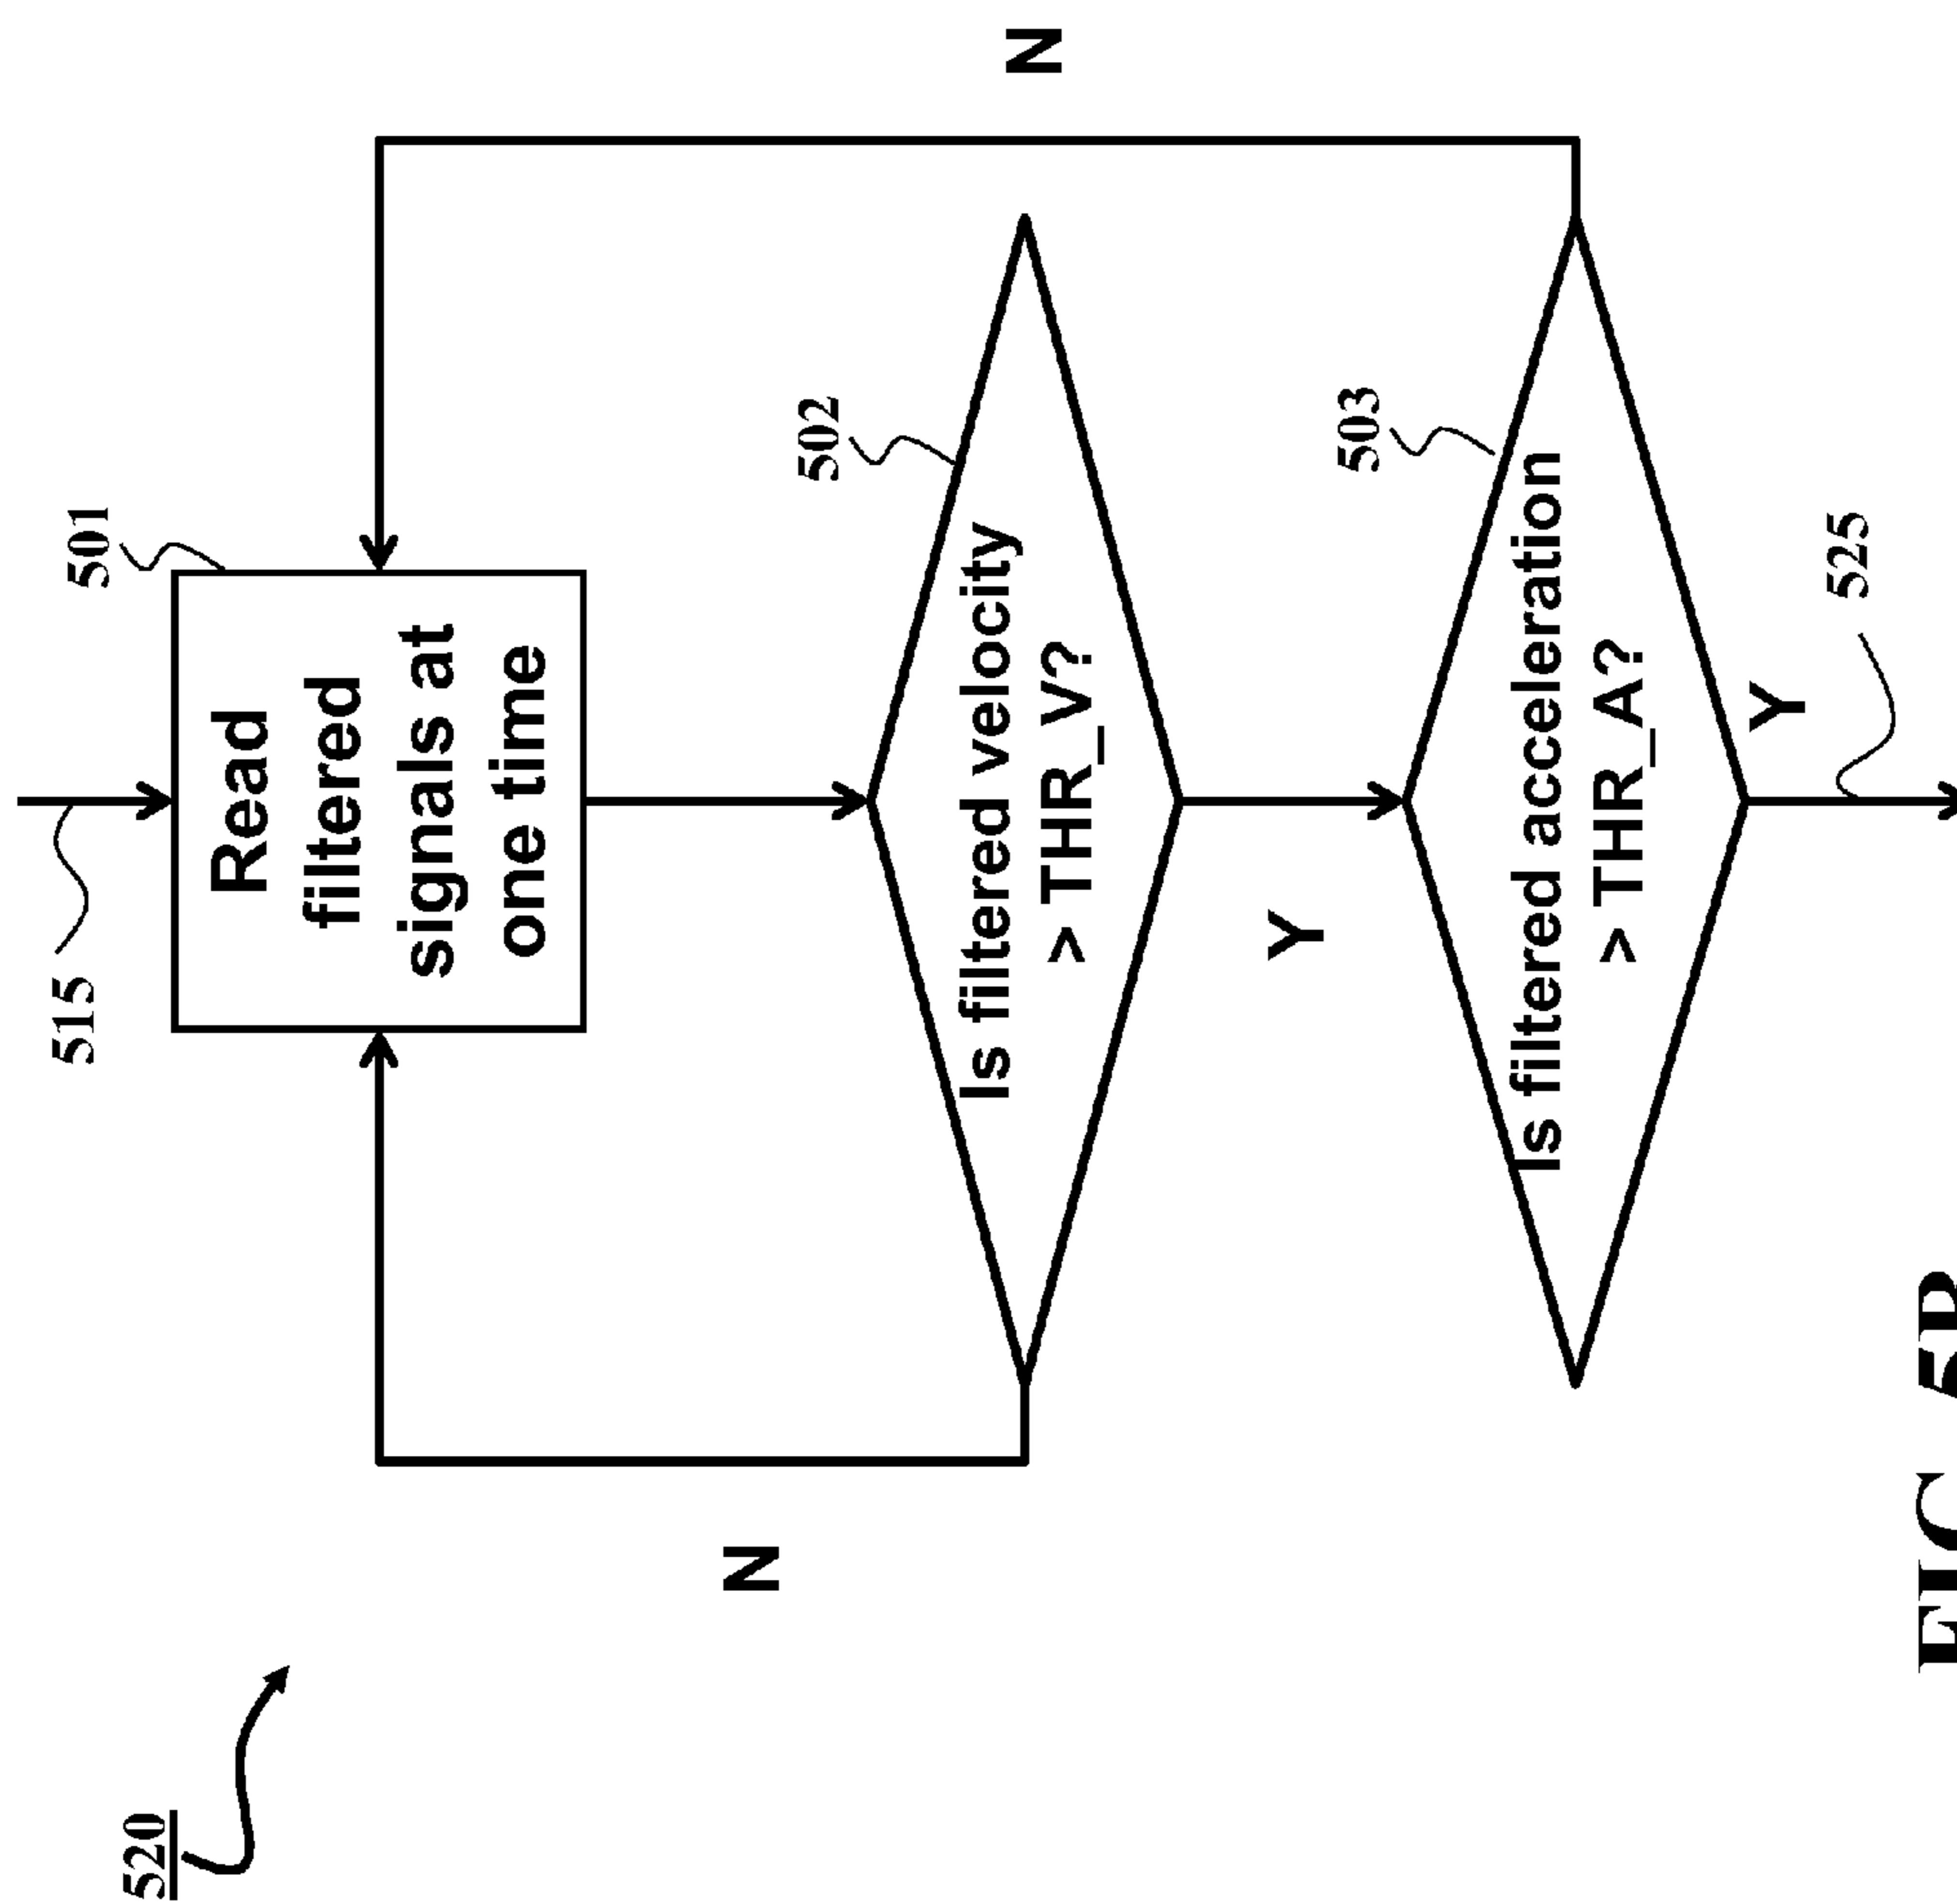 520
515
501
Read
filtered
signals at
one time
N
502
Is filtered velocity
> THR_V?
N
Y
503
Is filtered acceleration
> THR_A?
Y
525